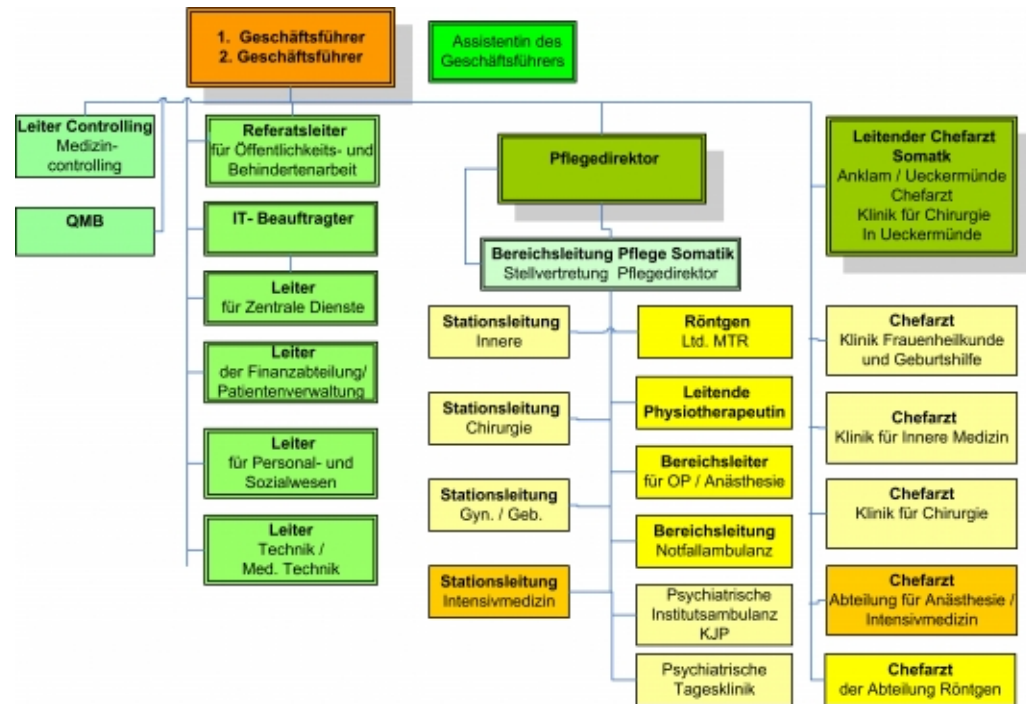 1. Geschäftsführer
2. Geschäftsführer
Assistentin des
Geschäftsführers
Leiter Controlling
Medizin-
controlling
QMB
Referatsleiter
für Öffentlichkeits- und
Behindertenarbeit
IT- Beauftragter
Leiter
für Zentrale Dienste
Leiter
der Finanzabteilung/
Patientenverwaltung
Leiter
für Personal- und
Sozialwesen
Leiter
Technik /
Med. Technik
Pflegedirektor
Bereichsleitung Pflege Somatik
Stellvertretung Pflegedirektor
Stationsleitung
Innere
Stationsleitung
Chirurgie
Stationsleitung
Gyn. / Geb.
Stationsleitung
Intensivmedizin
Röntgen
Ltd. MTR
Leitende
Physiotherapeutin
Bereichsleiter
für OP / Anästhesie
Bereichsleitung
Notfallambulanz
Psychiatrische
Institutsambulanz
KJP
Psychiatrische
Tagesklinik
Leitender Chefarzt
Somatk
Anklam / Ueckermünde
Chefarzt
Klinik für Chirurgie
In Ueckermünde
Chefarzt
Klinik Frauenheilkunde
und Geburtshilfe
Chefarzt
Klinik für Innere Medizin
Chefarzt
Klinik für Chirurgie
Chefarzt
Abteilung für Anästhesie /
Intensivmedizin
Chefarzt
der Abteilung Röntgen